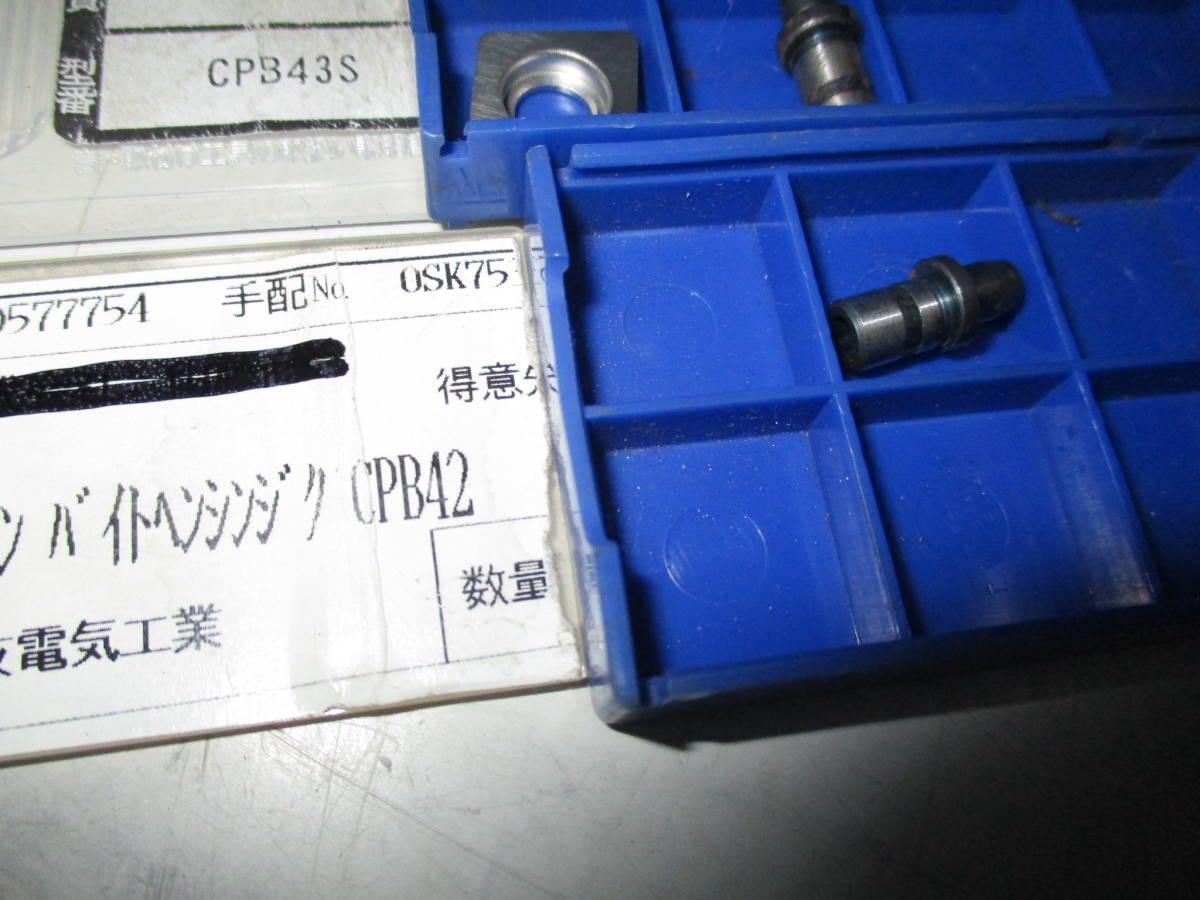 型番 CPB43S
0577754 手配No. OSK75
得意先
ン バイトヘンシンジク CPB42
数量
友電気工業